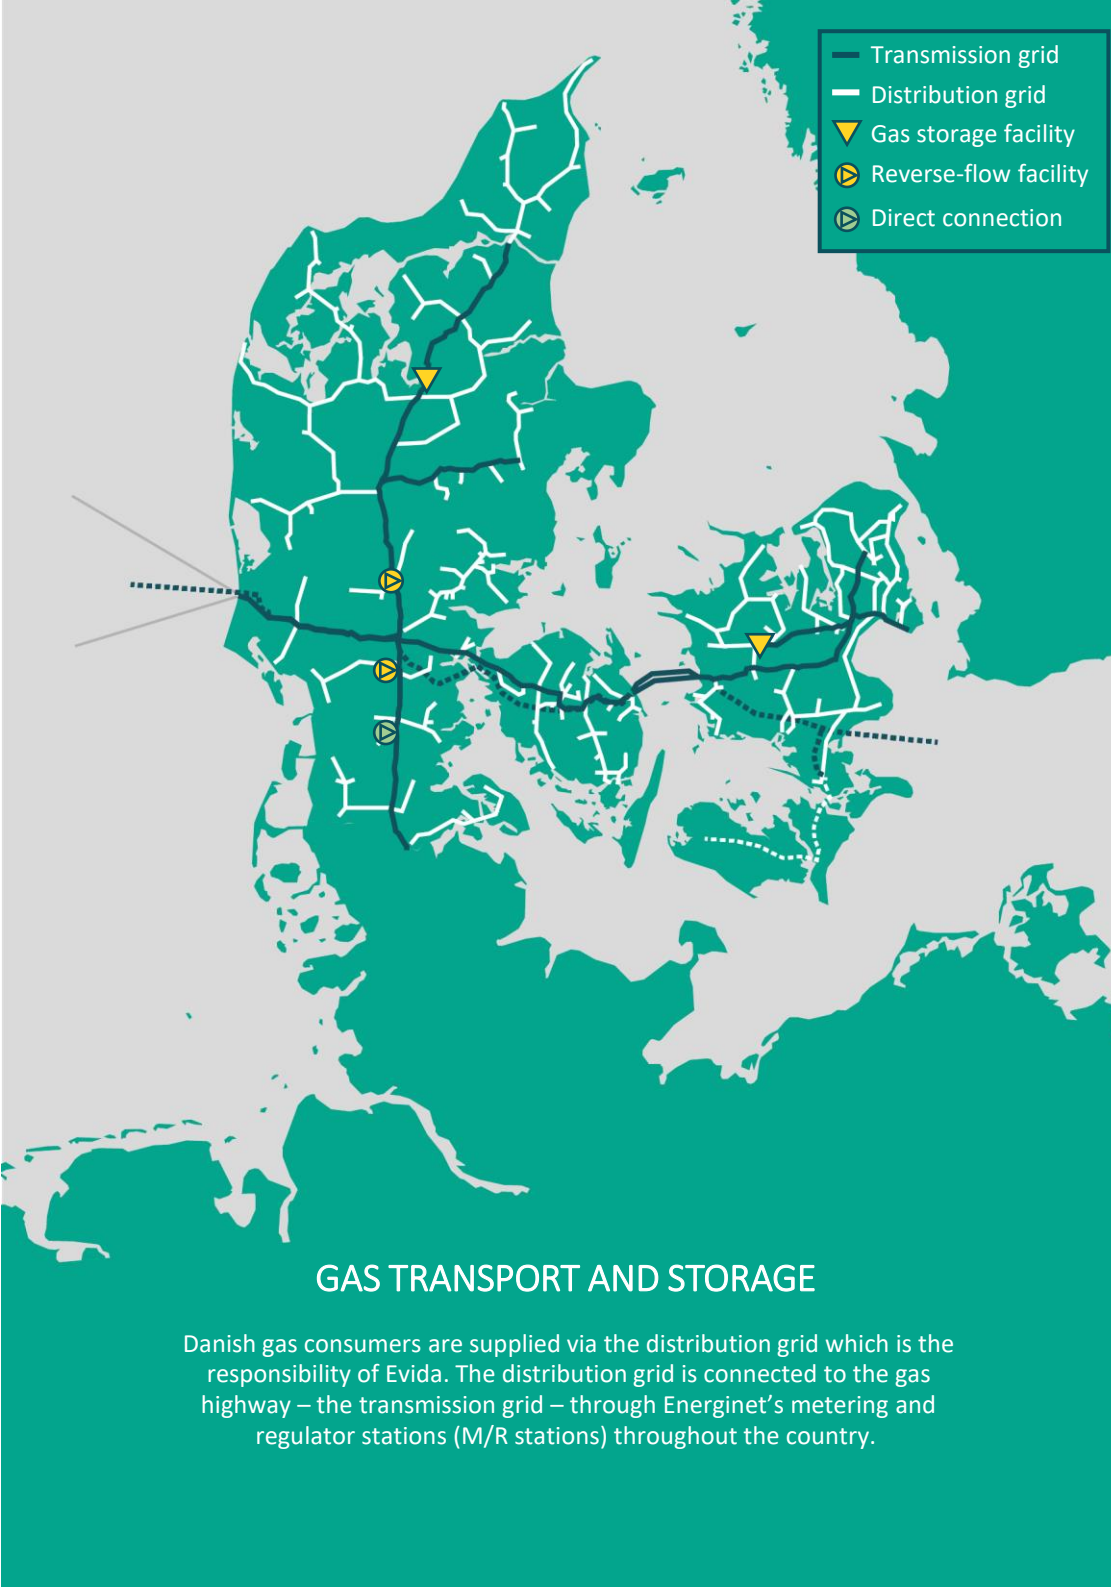 Transmission grid
Distribution grid
Gas storage facility
Reverse-flow facility
Direct connection
GAS TRANSPORT AND STORAGE
Danish gas consumers are supplied via the distribution grid which is the
responsibility of Evida. The distribution grid is connected to the gas
highway – the transmission grid – through Energinet's metering and
regulator stations (M/R stations) throughout the country.